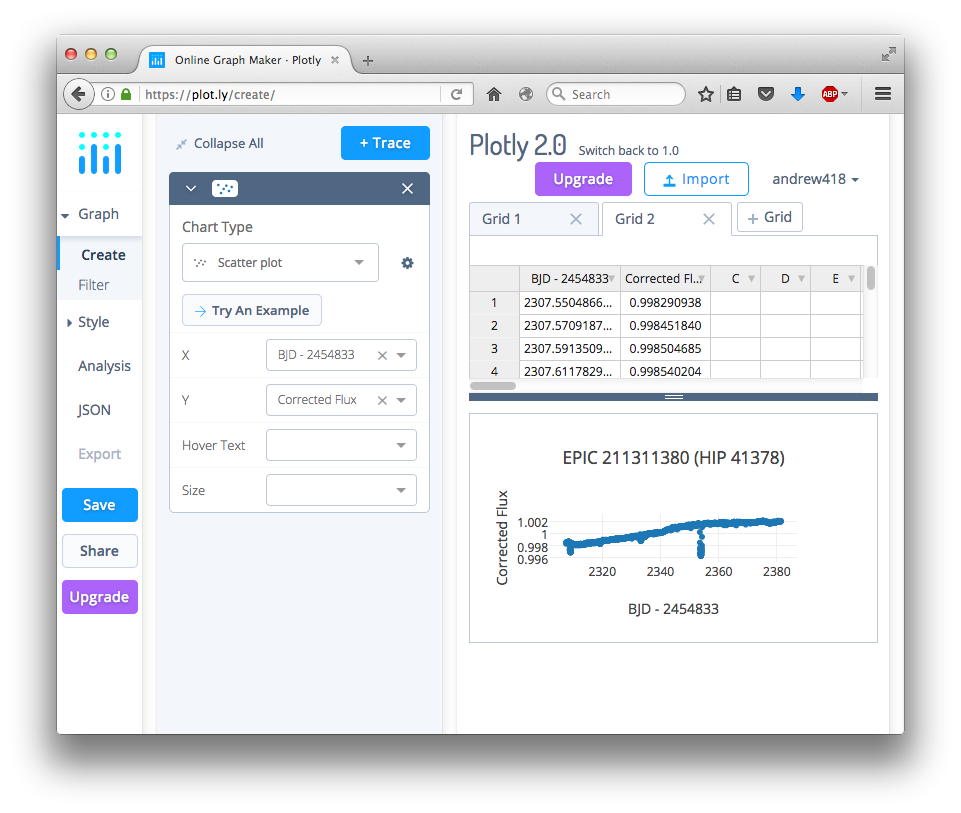 Online Graph Maker · Plotly
https://plot.ly/create/
Search
ABP
Graph
Create
Filter
Style
Analysis
JSON
Export
Save
Share
Upgrade
Collapse All
+ Trace
Chart Type
Scatter plot
Try An Example
X
BJD - 2454833
Y
Corrected Flux
Hover Text
Size
Plotly 2.0 Switch back to 1.0
Upgrade Import andrew418
Grid 1 Grid 2 + Grid
BJD - 2454833 Corrected Fl... C D E
1 2307.5504866... 0.998290938
2 2307.5709187... 0.998451840
3 2307.5913509... 0.998504685
4 2307.6117829... 0.998540204
EPIC 211311380 (HIP 41378)
Corrected Flux
1.002
1
0.998
0.996
2320 2340 2360 2380
BJD - 2454833